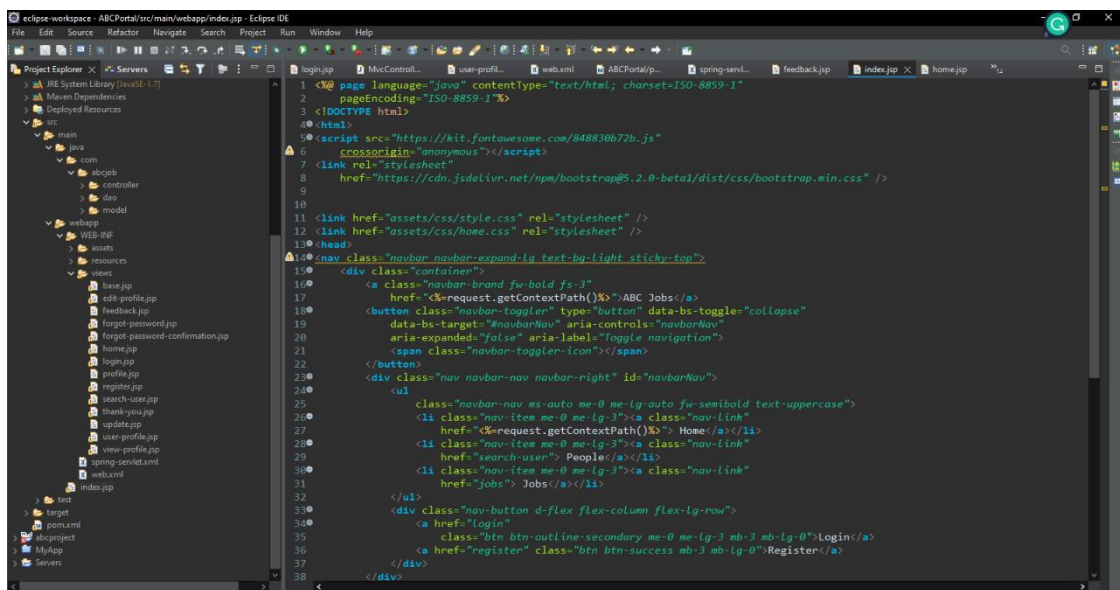 eclipse-workspace - ABCPortal/src/main/webapp/index.jsp - Eclipse IDE
File Edit Source Refactor Navigate Search Project Run Window Help
Project Explorer
Servers
login.jsp
MvcControll...
user-profil...
web.xml
ABCPortal/p...
spring-servl...
feedback.jsp
index.jsp
home.jsp
JRE System Library [JavaSE-1.7]
Maven Dependencies
Deployed Resources
src
main
java
com
abcjob
controller
dao
model
webapp
WEB-INF
assets
resources
views
base.jsp
edit-profile.jsp
feedback.jsp
forgot-password.jsp
forgot-password-confirmation.jsp
home.jsp
login.jsp
profile.jsp
register.jsp
search-user.jsp
thank-you.jsp
update.jsp
user-profile.jsp
view-profile.jsp
spring-servlet.xml
web.xml
index.jsp
test
target
pom.xml
abcproject
MyApp
Servers
1 <%@ page language="java" contentType="text/html; charset=ISO-8859-1"
2 pageEncoding="ISO-8859-1"%>
3 <!DOCTYPE html>
4 <html>
5 <script src="https://kit.fontawesome.com/848830b72b.js"
6 crossorigin="anonymous"></script>
7 <link rel="stylesheet"
8 href="https://cdn.jsdelivr.net/npm/bootstrap@5.2.0-beta1/dist/css/bootstrap.min.css" />
9
10
11 <link href="assets/css/style.css" rel="stylesheet" />
12 <link href="assets/css/home.css" rel="stylesheet" />
13 <head>
14 <nav class="navbar navbar-expand-lg text-bg-light sticky-top">
15 <div class="container">
16 <a class="navbar-brand fw-bold fs-3"
17 href="<%=request.getContextPath()%>">ABC Jobs</a>
18 <button class="navbar-toggler" type="button" data-bs-toggle="collapse"
19 data-bs-target="#navbarNav" aria-controls="navbarNav"
20 aria-expanded="false" aria-label="Toggle navigation">
21 <span class="navbar-toggler-icon"></span>
22 </button>
23 <div class="nav navbar-nav navbar-right" id="navbarNav">
24 <ul
25 class="navbar-nav ms-auto me-0 me-lg-auto fw-semibold text-uppercase">
26 <li class="nav-item me-0 me-lg-3"><a class="nav-link"
27 href="<%=request.getContextPath()%>"> Home</a></li>
28 <li class="nav-item me-0 me-lg-3"><a class="nav-link"
29 href="search-user"> People</a></li>
30 <li class="nav-item me-0 me-lg-3"><a class="nav-link"
31 href="jobs"> Jobs</a></li>
32 </ul>
33 <div class="nav-button d-flex flex-column flex-lg-row">
34 <a href="login"
35 class="btn btn-outline-secondary me-0 me-lg-3 mb-3 mb-lg-0">Login</a>
36 <a href="register" class="btn btn-success mb-3 mb-lg-0">Register</a>
37 </div>
38 </div>